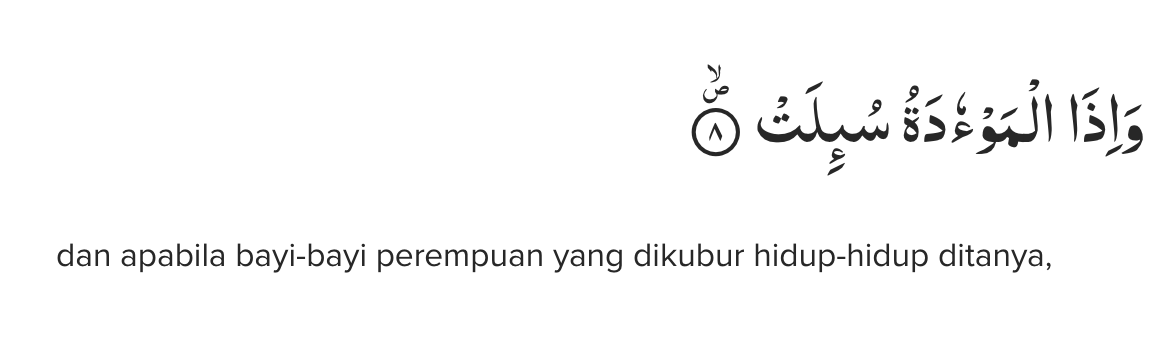 وَاِذَا الْمَوْءٗدَةُ سُىِٕلَتْۖ ۙ ٨
dan apabila bayi-bayi perempuan yang dikubur hidup-hidup ditanya,